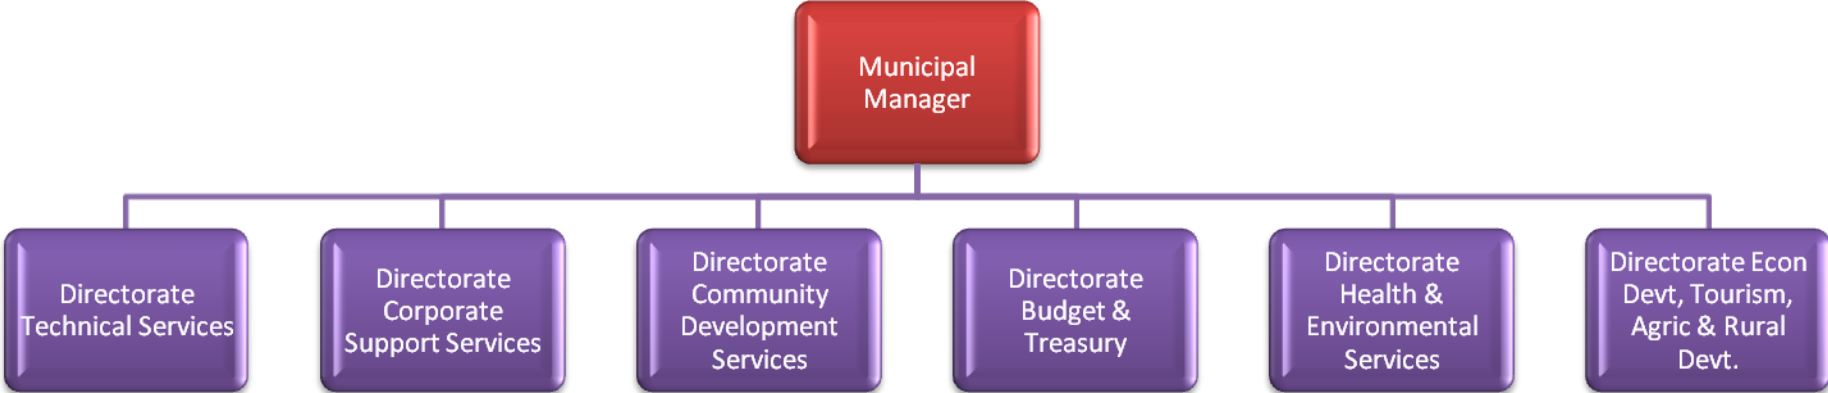 Municipal
Manager
Directorate
Technical Services
Directorate
Corporate
Support Services
Directorate
Community
Development
Services
Directorate
Budget &
Treasury
Directorate
Health &
Environmental
Services
Directorate Econ
Devt, Tourism,
Agric & Rural
Devt.